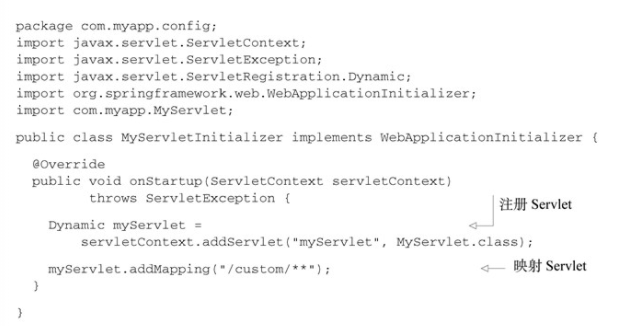 package com.myapp.config;
import javax.servlet.ServletContext;
import javax.servlet.ServletException;
import javax.servlet.ServletRegistration.Dynamic;
import org.springframework.web.WebApplicationInitializer;
import com.myapp.MyServlet;
public class MyServletInitializer implements WebApplicationInitializer {
@Override
public void onStartup(ServletContext servletContext)
throws ServletException {
注册 Servlet
Dynamic myServlet =
servletContext.addServlet("myServlet", MyServlet.class);
myServlet.addMapping("/custom/**"); 映射 Servlet
}
}